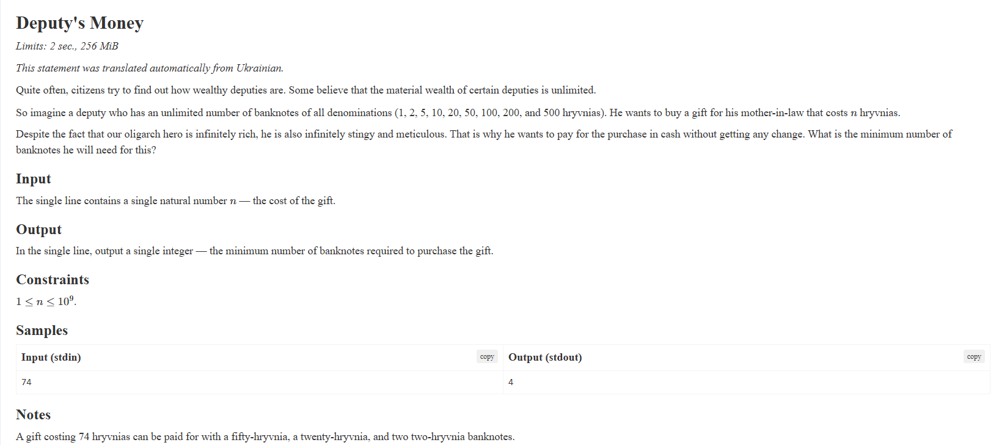 Deputy's Money
Limits: 2 sec., 256 MiB
This statement was translated automatically from Ukrainian.
Quite often, citizens try to find out how wealthy deputies are. Some believe that the material wealth of certain deputies is unlimited.
So imagine a deputy who has an unlimited number of banknotes of all denominations (1, 2, 5, 10, 20, 50, 100, 200, and 500 hryvnias). He wants to buy a gift for his mother-in-law that costs n hryvnias.
Despite the fact that our oligarch hero is infinitely rich, he is also infinitely stingy and meticulous. That is why he wants to pay for the purchase in cash without getting any change. What is the minimum number of
banknotes he will need for this?
Input
The single line contains a single natural number n — the cost of the gift.
Output
In the single line, output a single integer — the minimum number of banknotes required to purchase the gift.
Constraints
1 ≤ n ≤ 10⁹.
Samples
Input (stdin) copy Output (stdout) copy
74 4
Notes
A gift costing 74 hryvnias can be paid for with a fifty-hryvnia, a twenty-hryvnia, and two two-hryvnia banknotes.